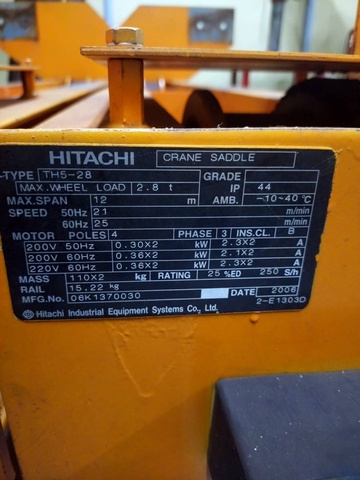 HITACHI CRANE SADDLE
TYPE TH5-28 GRADE
MAX.WHEEL LOAD 2.8 t IP 44
MAX.SPAN 12 m AMB. -10~40 ℃
SPEED 50Hz 21 m/min
60Hz 25 m/min
MOTOR POLES 4 PHASE 3 INS.CL. B
200V 50Hz 0.30X2 kW 2.3X2 A
200V 60Hz 0.36X2 kW 2.1X2 A
220V 60Hz 0.36X2 kW 2.3X2 A
MASS 110X2 kg RATING 25 %ED 250 S/h
RAIL 15,22 kg
MFG.No. 06K1370030 DATE 2006
Hitachi Industrial Equipment Systems Co., Ltd. 2-E1303D